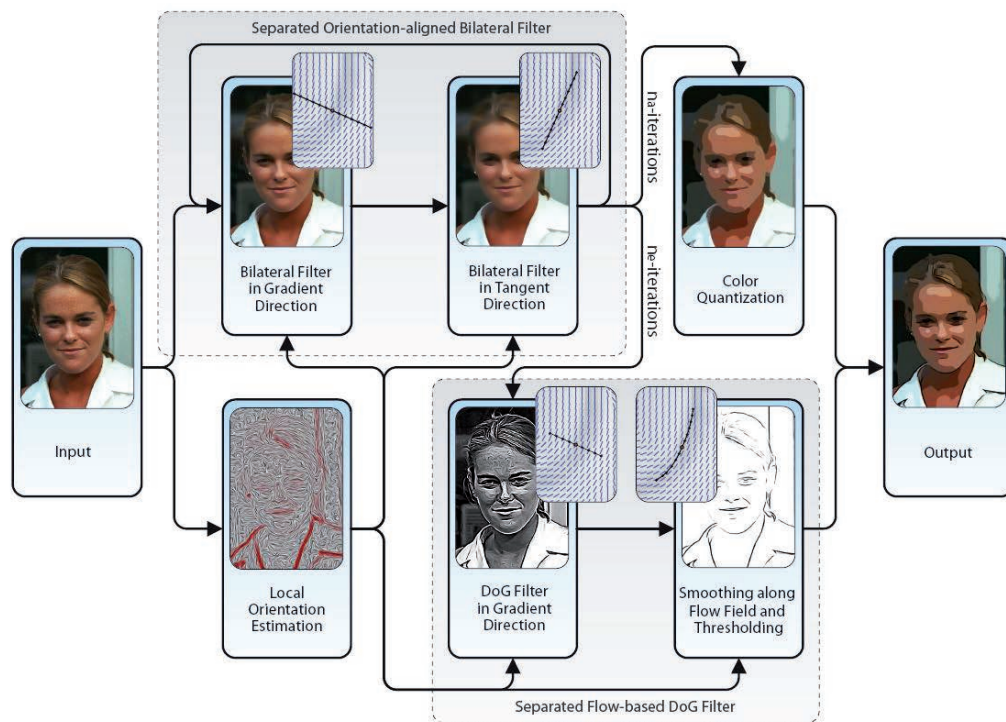 Separated Orientation-aligned Bilateral Filter
Bilateral Filter
in Gradient
Direction
Bilateral Filter
in Tangent
Direction
na-iterations
ne-iterations
Color
Quantization
Input
Output
Local
Orientation
Estimation
DoG Filter
in Gradient
Direction
Smoothing along
Flow Field and
Thresholding
Separated Flow-based DoG Filter